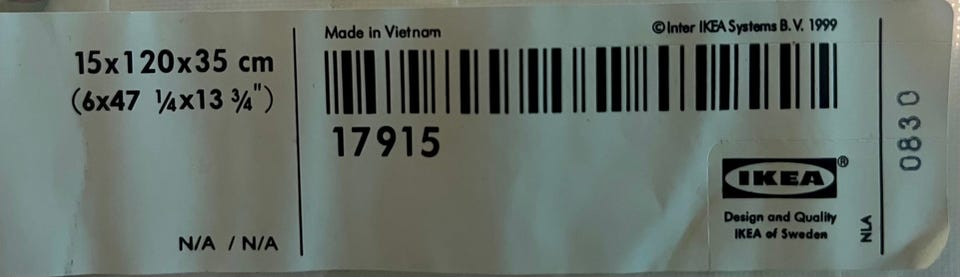 15x120x35 cm
(6x47 ¼x13 ¾")
N/A / N/A
Made in Vietnam
©Inter IKEA Systems B.V. 1999
17915
IKEA®
Design and Quality
IKEA of Sweden
NLA
0830